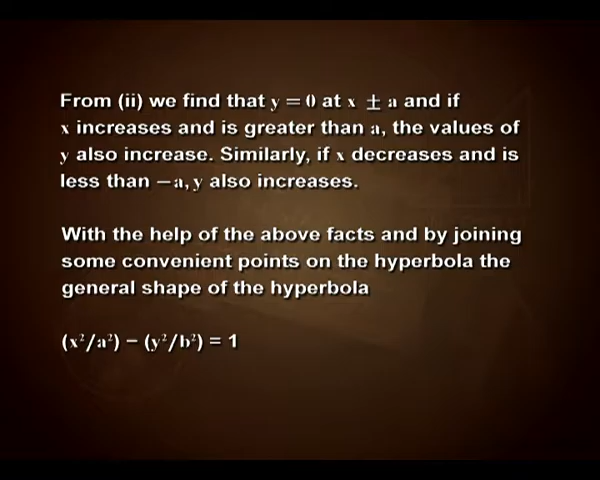 From (ii) we find that y = 0 at x ± a and if
x increases and is greater than a, the values of
y also increase. Similarly, if x decreases and is
less than −a, y also increases.
With the help of the above facts and by joining
some convenient points on the hyperbola the
general shape of the hyperbola
(x²/a²) − (y²/b²) = 1